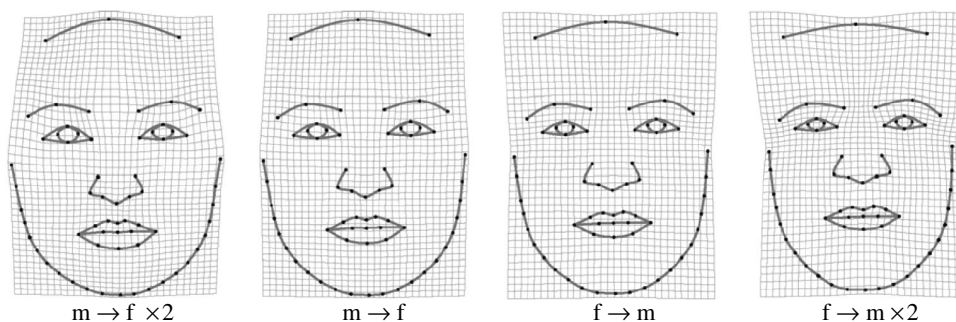 m → f ×2
m → f
f → m
f → m ×2